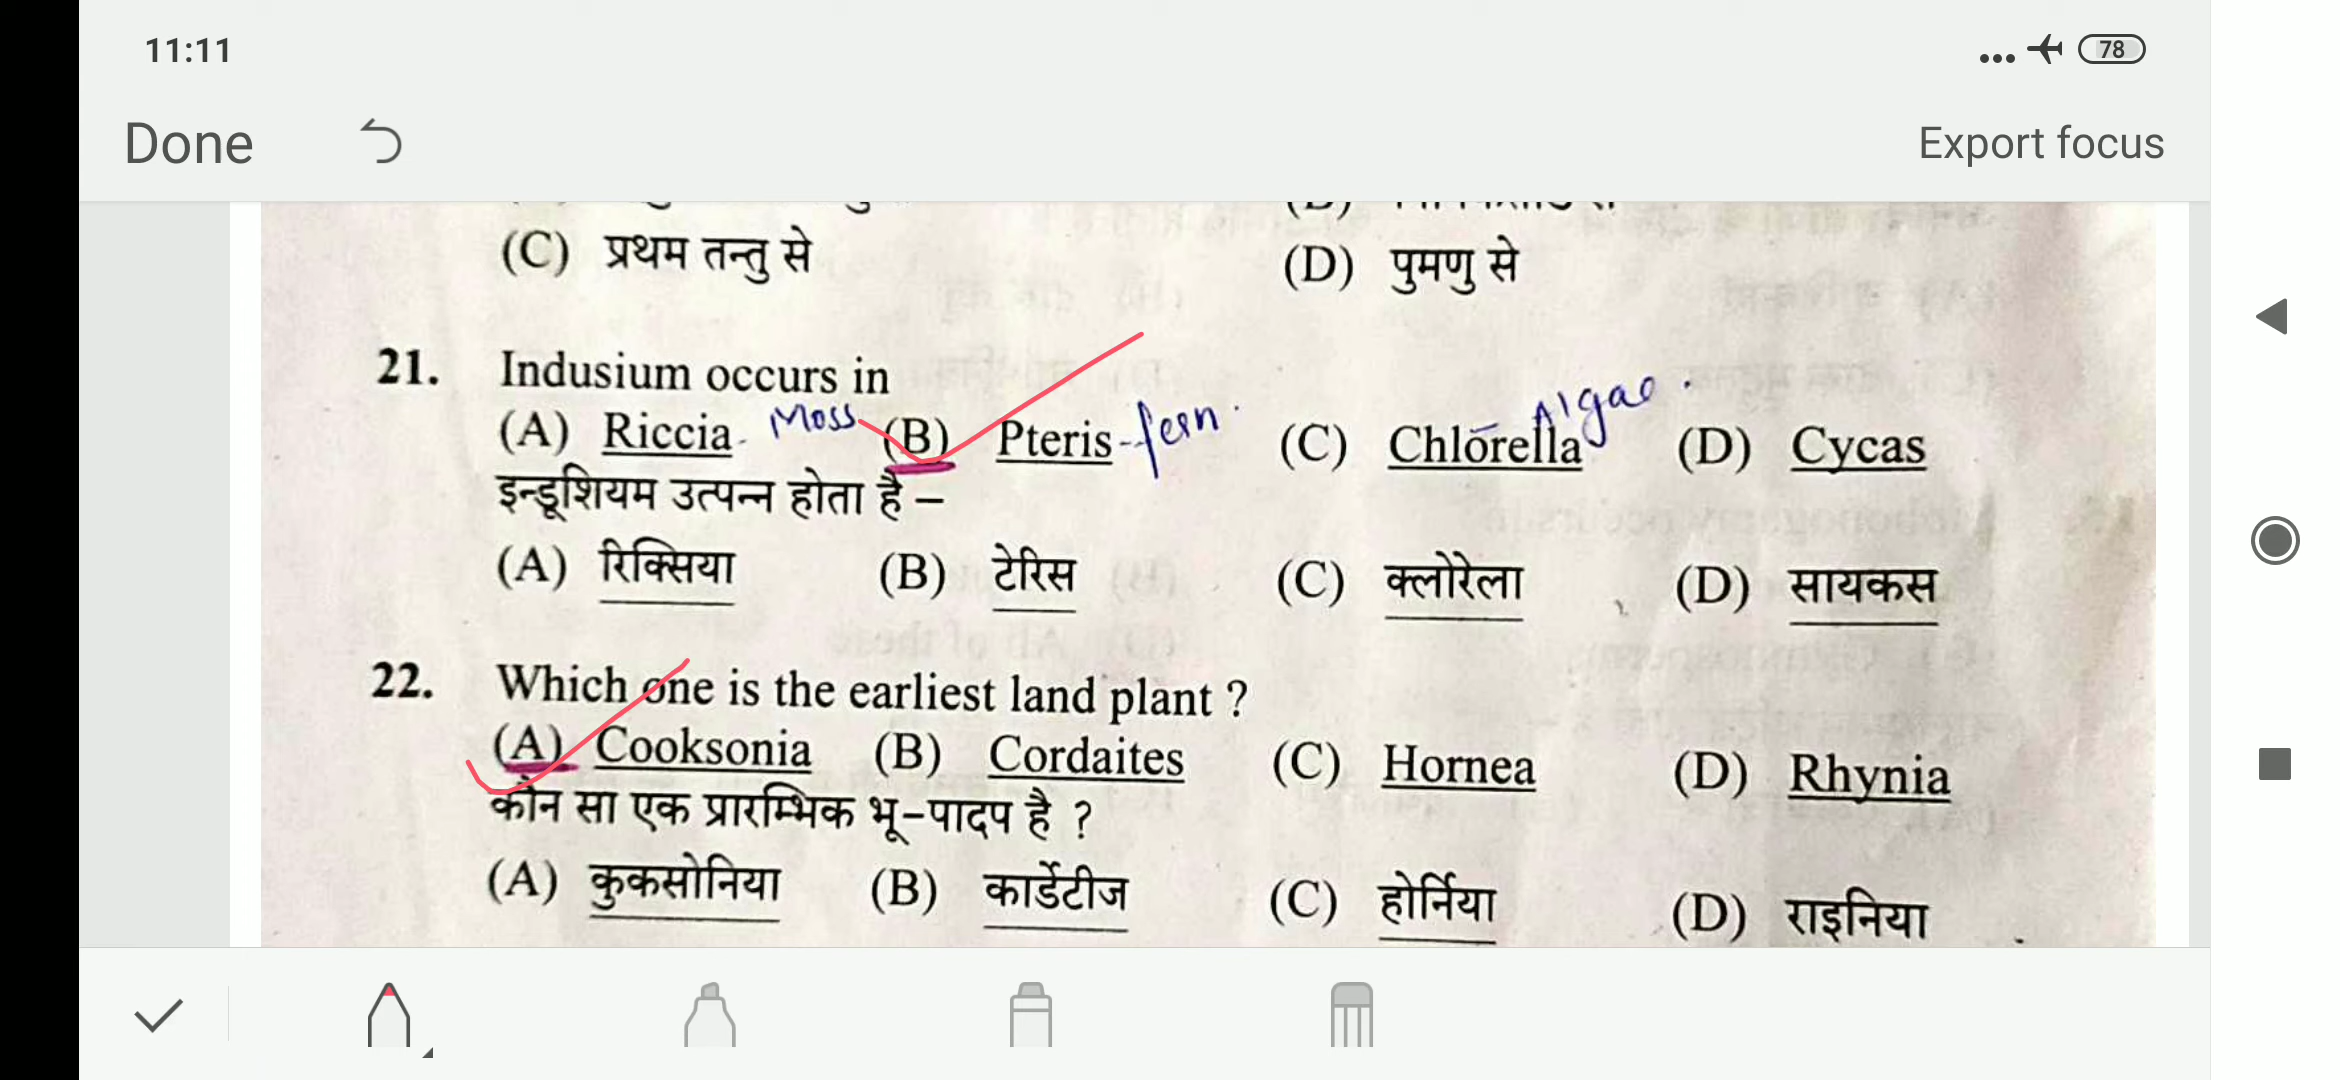 11:11
78
Done
Export focus
(C) प्रथम तन्तु से
(D) पुमणु से
21. Indusium occurs in
(A) Riccia - Moss (B) Pteris - fern. (C) Chlorella Algae. (D) Cycas
इन्डूशियम उत्पन्न होता है –
(A) रिक्सिया (B) टेरिस (C) क्लोरेला (D) सायकस
22. Which one is the earliest land plant ?
(A) Cooksonia (B) Cordaites (C) Hornea (D) Rhynia
कौन सा एक प्रारम्भिक भू-पादप है ?
(A) कुकसोनिया (B) कार्डेटीज (C) होर्निया (D) राइनिया